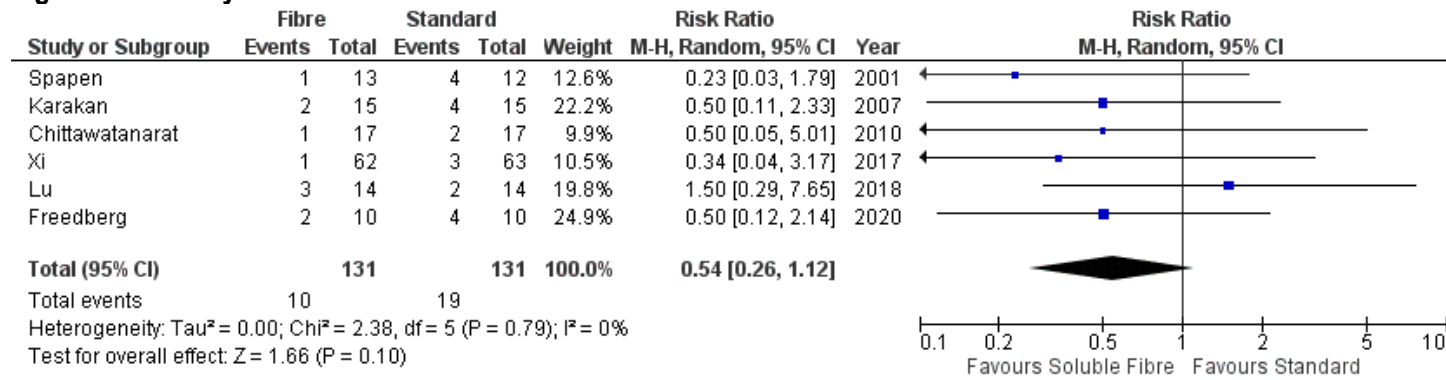 Fibre Standard Risk Ratio Risk Ratio
Study or Subgroup Events Total Events Total Weight M-H, Random, 95% CI Year M-H, Random, 95% CI
Spapen 1 13 4 12 12.6% 0.23 [0.03, 1.79] 2001
Karakan 2 15 4 15 22.2% 0.50 [0.11, 2.33] 2007
Chittawatanarat 1 17 2 17 9.9% 0.50 [0.05, 5.01] 2010
Xi 1 62 3 63 10.5% 0.34 [0.04, 3.17] 2017
Lu 3 14 2 14 19.8% 1.50 [0.29, 7.65] 2018
Freedberg 2 10 4 10 24.9% 0.50 [0.12, 2.14] 2020
Total (95% CI) 131 131 100.0% 0.54 [0.26, 1.12]
Total events 10 19
Heterogeneity: Tau² = 0.00; Chi² = 2.38, df = 5 (P = 0.79); I² = 0%
Test for overall effect: Z = 1.66 (P = 0.10)
0.1 0.2 0.5 1 2 5 10
Favours Soluble Fibre Favours Standard